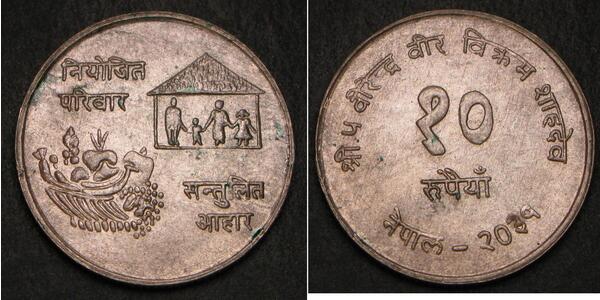 नियोजित
परिवार
सन्तुलित
आहार
श्री ५ वीरेन्द्र वीर विक्रम शाहदेव
१०
रुपैयाँ
नेपाल - २०३१